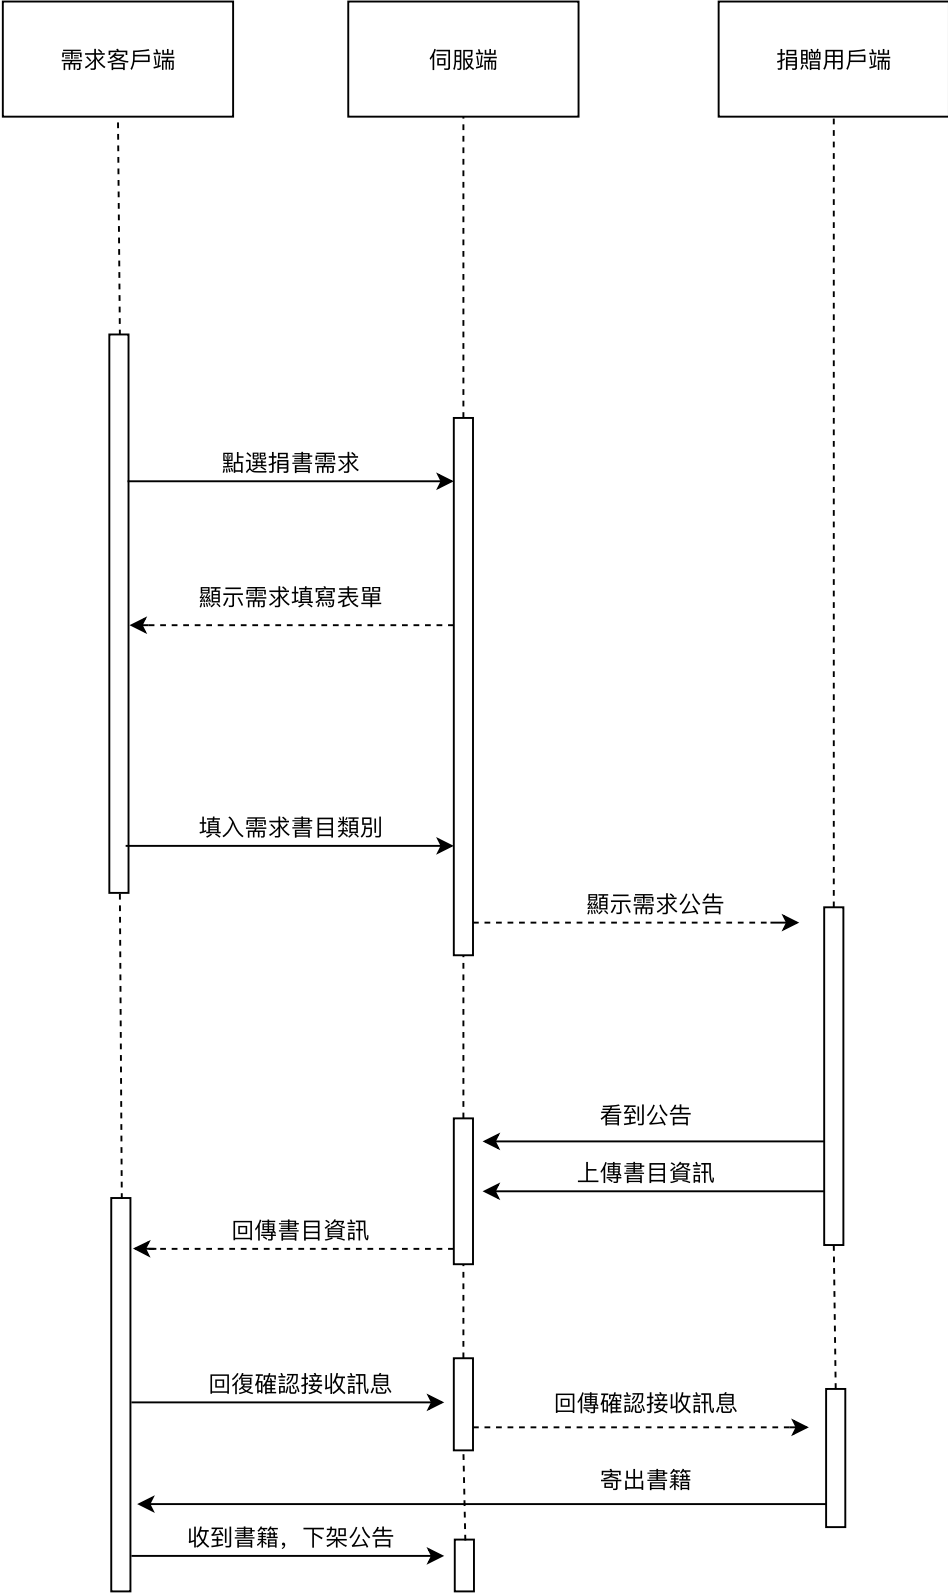 需求客戶端
伺服端
捐贈用戶端
點選捐書需求
顯示需求填寫表單
填入需求書目類別
顯示需求公告
看到公告
上傳書目資訊
回傳書目資訊
回復確認接收訊息
回傳確認接收訊息
寄出書籍
收到書籍，下架公告